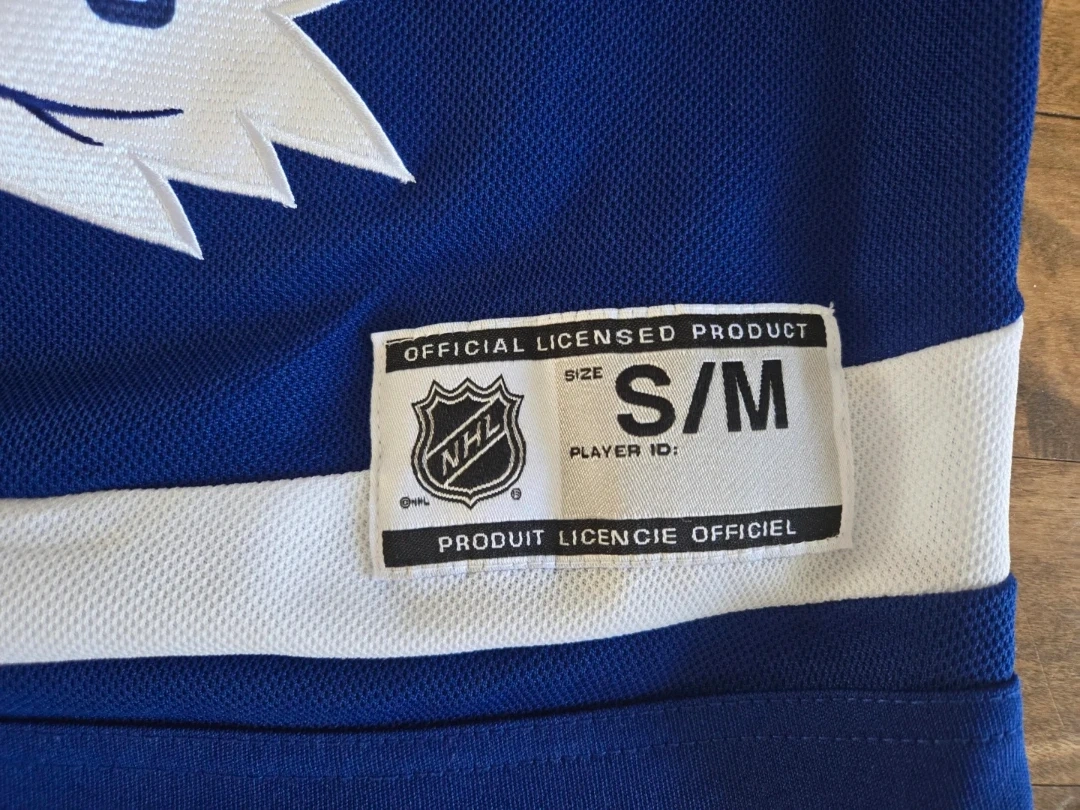 OFFICIAL LICENSED PRODUCT
SIZE S/M
NHL
PLAYER ID:
©NHL ®
PRODUIT LICENCIE OFFICIEL